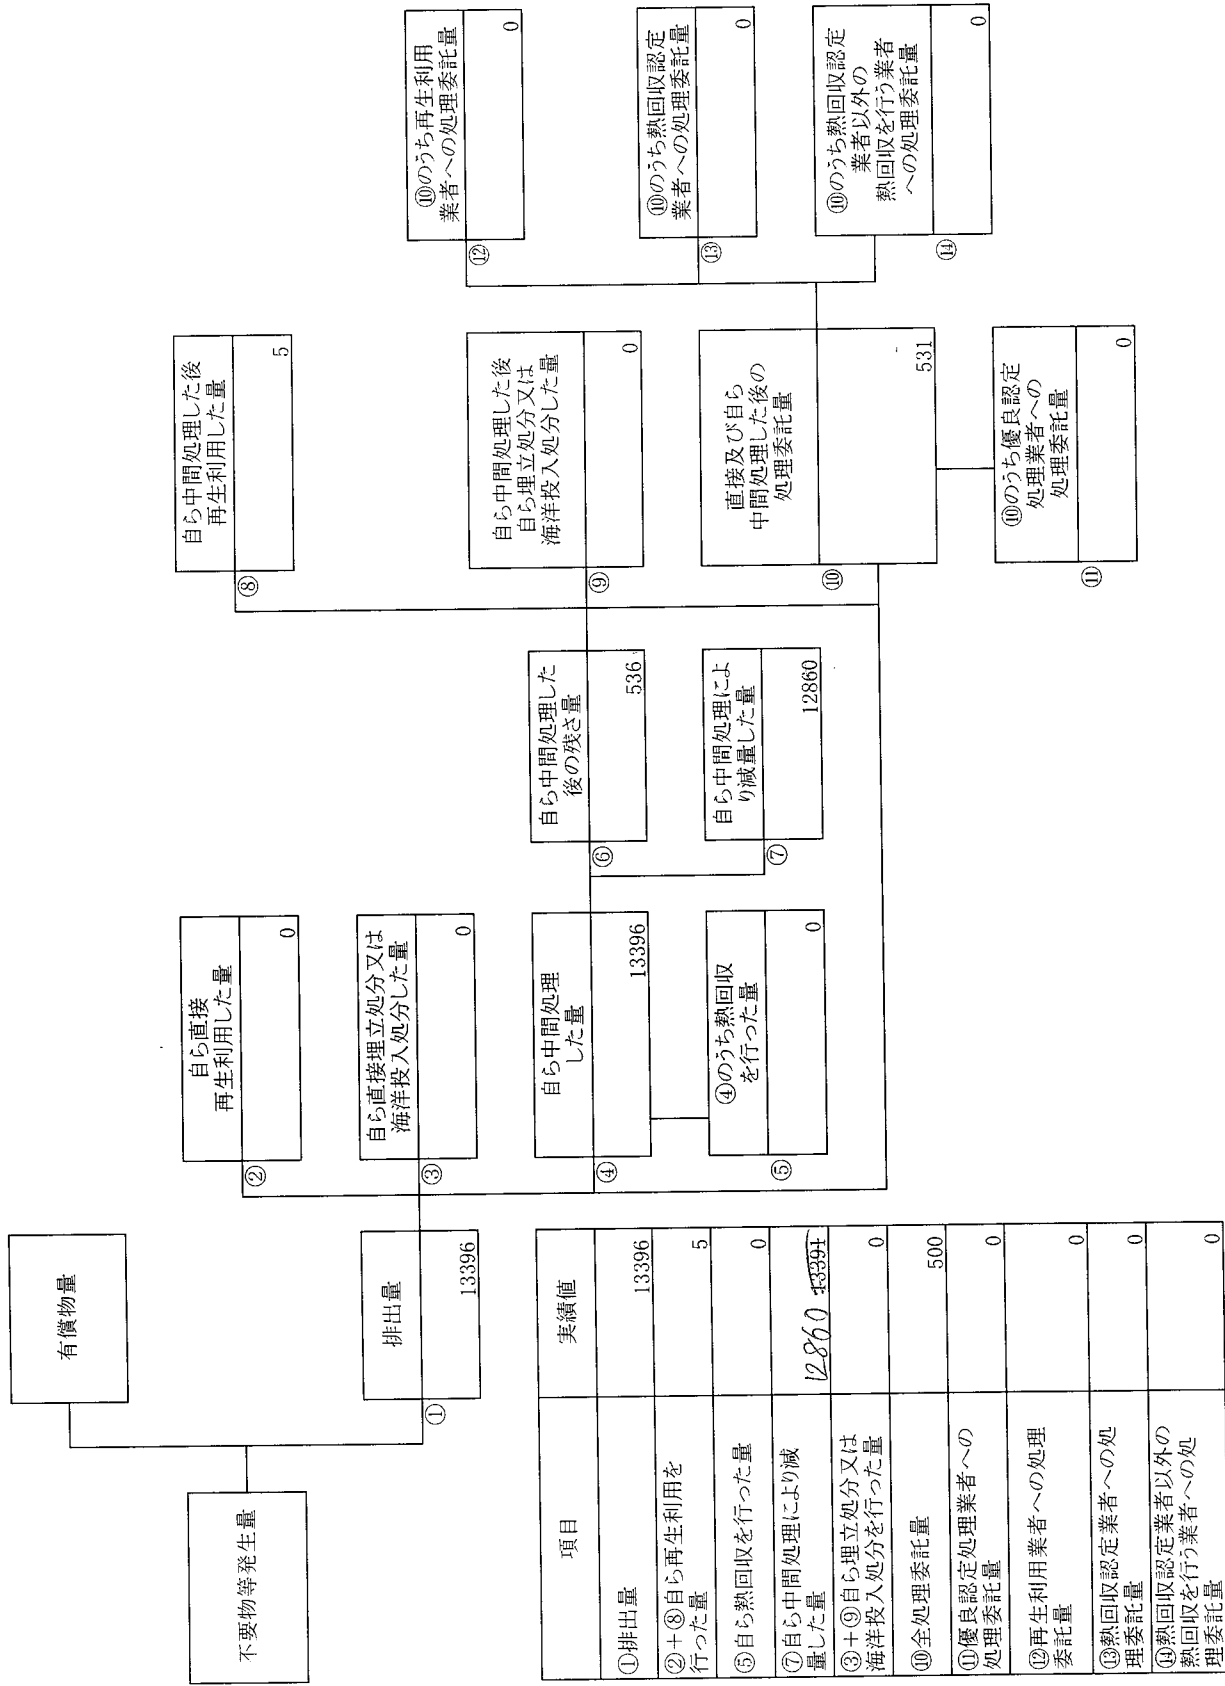 有償物量
不要物等発生量
排出量
①
13396
自ら直接
再生利用した量
②
0
自ら直接埋立処分又は
海洋投入処分した量
③
0
自ら中間処理
した量
④
13396
④のうち熱回収
を行った量
⑤
0
自ら中間処理した
後の残さ量
⑥
536
自ら中間処理によ
り減量した量
⑦
12860
自ら中間処理した後
再生利用した量
⑧
5
自ら中間処理した後
自ら埋立処分又は
海洋投入処分した量
⑨
0
直接及び自ら
中間処理した後の
処理委託量
⑩
531
⑩のうち優良認定
処理業者への
処理委託量
⑪
0
⑩のうち再生利用
業者への処理委託量
⑫
0
⑩のうち熱回収認定
業者への処理委託量
⑬
0
⑩のうち熱回収認定
業者以外の
熱回収を行う業者
への処理委託量
⑭
0
項目 実績値
①排出量 13396
②+⑧自ら再生利用を
行った量 5
⑤自ら熱回収を行った量 0
⑦自ら中間処理により減
量した量 12860 13391
③+⑨自ら埋立処分又は
海洋投入処分を行った量 0
⑩全処理委託量 500
⑪優良認定処理業者への
処理委託量 0
⑫再生利用業者への処理
委託量 0
⑬熱回収認定業者への処
理委託量 0
⑭熱回収認定業者以外の
熱回収を行う業者への処
理委託量 0